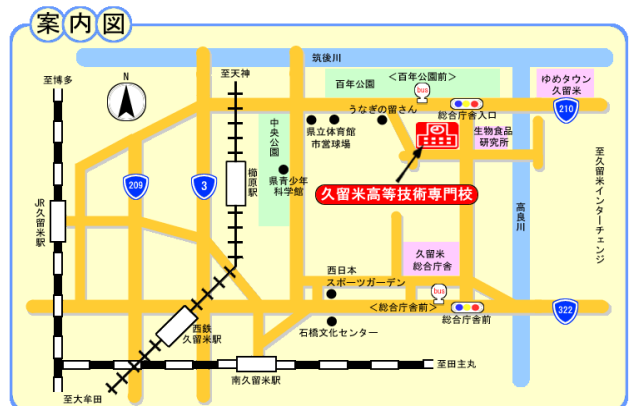 案内図
筑後川
至博多
至天神
N
百年公園
<百年公園前>
bus
ゆめタウン
久留米
うなぎの留さん
総合庁舎入口
210
中央公園
県立体育館
市営球場
生物食品
研究所
至久留米インターチェンジ
櫛原駅
県青少年
科学館
209
3
久留米高等技術専門校
JR久留米駅
高良川
久留米
総合庁舎
西日本
スポーツガーデン
bus
<総合庁舎前>
総合庁舎前
322
西鉄
久留米駅
石橋文化センター
至田主丸
南久留米駅
至大牟田